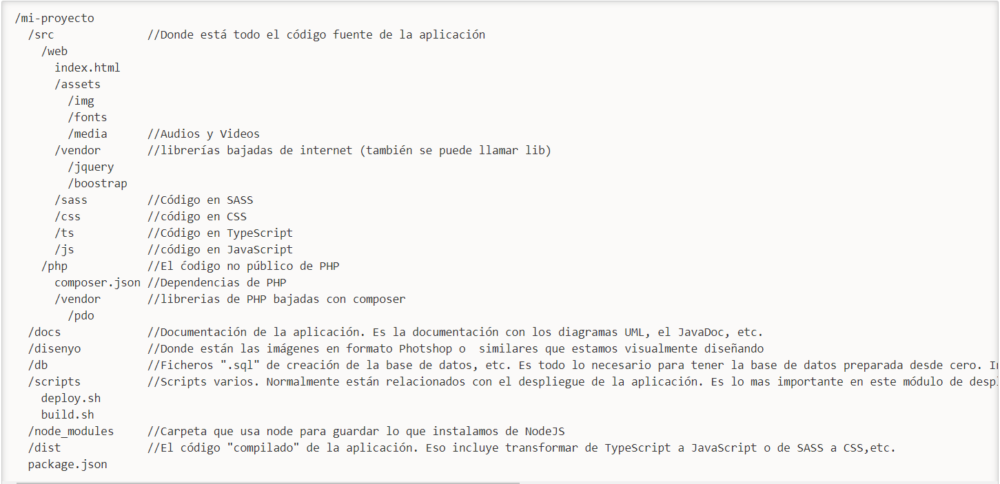 /mi-proyecto
  /src              //Donde está todo el código fuente de la aplicación
    /web
      index.html
      /assets
        /img
        /fonts
        /media      //Audios y Videos
      /vendor       //librerías bajadas de internet (también se puede llamar lib)
        /jquery
        /boostrap
      /sass         //Código en SASS
      /css          //código en CSS
      /ts           //Código en TypeScript
      /js           //código en JavaScript
    /php            //El ćodigo no público de PHP
      composer.json //Dependencias de PHP
      /vendor       //librerias de PHP bajadas con composer
        /pdo
  /docs             //Documentación de la aplicación. Es la documentación con los diagramas UML, el JavaDoc, etc.
  /disenyo          //Donde están las imágenes en formato Photshop o  similares que estamos visualmente diseñando
  /db               //Ficheros ".sql" de creación de la base de datos, etc. Es todo lo necesario para tener la base de datos preparada desde cero.
  /scripts          //Scripts varios. Normalmente están relacionados con el despliegue de la aplicación. Es lo mas importante en este módulo de
    deploy.sh
    build.sh
  /node_modules     //Carpeta que usa node para guardar lo que instalamos de NodeJS
  /dist             //El código "compilado" de la aplicación. Eso incluye transformar de TypeScript a JavaScript o de SASS a CSS,etc.
  package.json